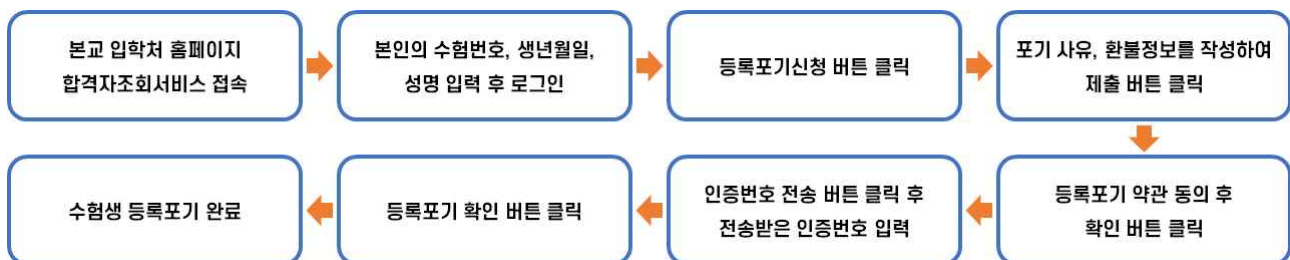 본교 입학처 홈페이지
합격자조회서비스 접속
본인의 수험번호, 생년월일,
성명 입력 후 로그인
등록포기신청 버튼 클릭
포기 사유, 환불정보를 작성하여
제출 버튼 클릭
등록포기 약관 동의 후
확인 버튼 클릭
인증번호 전송 버튼 클릭 후
전송받은 인증번호 입력
등록포기 확인 버튼 클릭
수험생 등록포기 완료